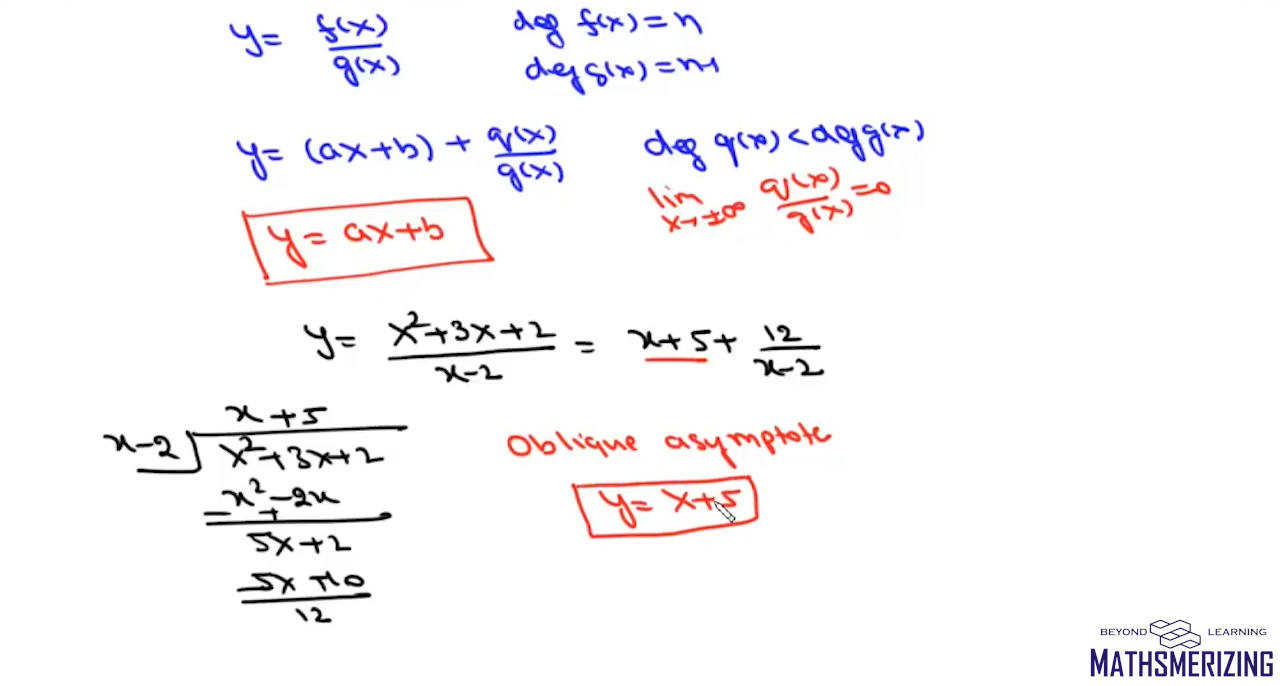 y = f(x)/g(x)   deg f(x) = n
deg g(x) = n-1
y = (ax+b) + q(x)/g(x)   deg q(x) < deg g(x)
lim x→±∞ q(x)/g(x) = 0
y = ax+b
y = x²+3x+2/x-2 = x+5 + 12/x-2
x+5
x-2 ) x²+3x+2
x² -2x
- +
5x+2
5x -10
- +
12
Oblique asymptote
y = x+5
BEYOND LEARNING
MATHSMERIZING